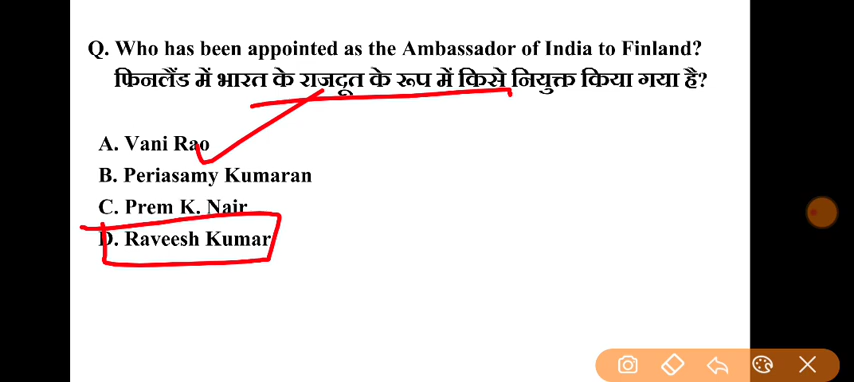 Q. Who has been appointed as the Ambassador of India to Finland?
फिनलैंड में भारत के राजदूत के रूप में किसे नियुक्त किया गया है?
A. Vani Rao
B. Periasamy Kumaran
C. Prem K. Nair
D. Raveesh Kumar